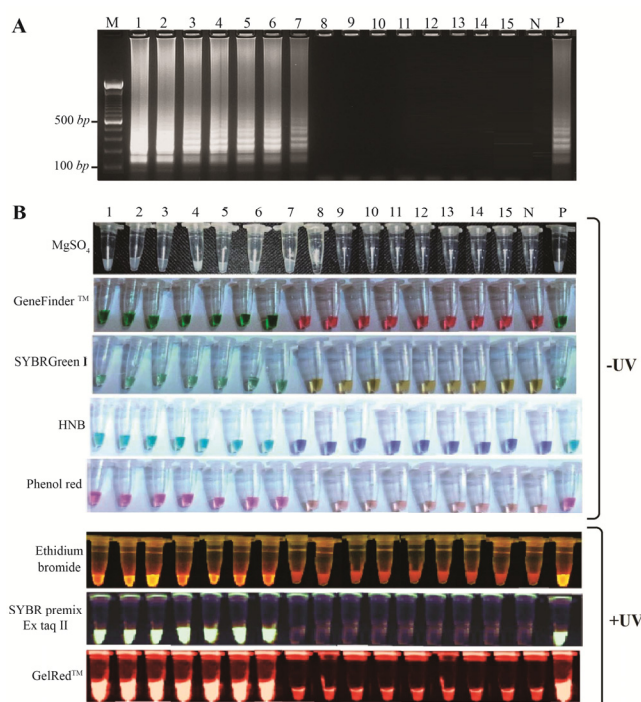 A
M 1 2 3 4 5 6 7 8 9 10 11 12 13 14 15 N P
500 bp
100 bp
B
1 2 3 4 5 6 7 8 9 10 11 12 13 14 15 N P
MgSO4
GeneFinder ™
SYBRGreen I
HNB
Phenol red
-UV
Ethidium
bromide
SYBR premix
Ex taq II
GelRed™
+UV